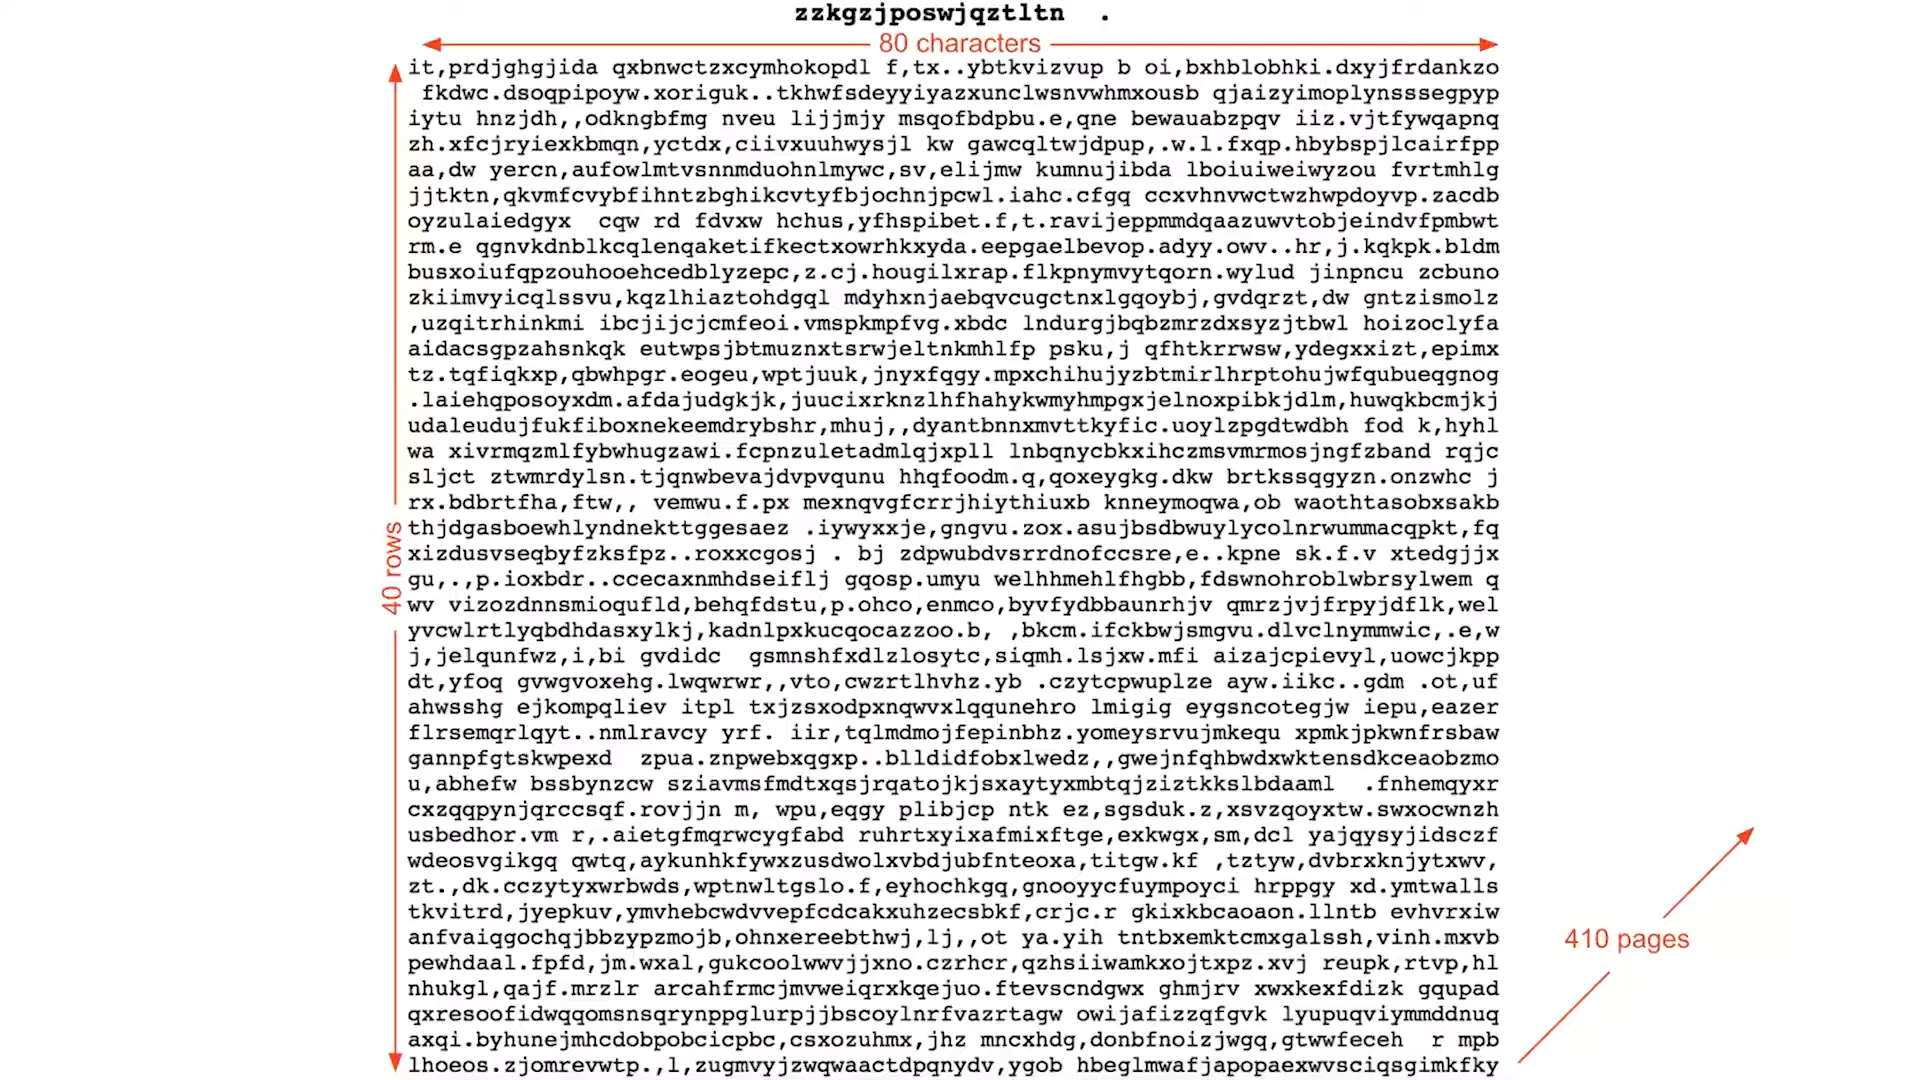 zzkgzjposwjqztltn  .
80 characters
it,prdjghgjida qxbnwctzxcymhokopdl f,tx..ybtkvizvup b oi,bxhblobhki.dxyjfrdankzo
 fkdwc.dsoqpipoyw.xoriguk..tkhwfsdeyyiyazxunclwsnvwhmxousb qjaizyimoplynsssegpyp
iytu hnzjdh,,odkngbfmg nveu lijjmjy msqofbdpbu.e,qne bewauabzpqv iiz.vjtfywqapnq
zh.xfcjryiexkbmqn,yctdx,ciivxuuhwysjl kw gawcqltwjdpup,.w.l.fxqp.hbybspjlcairfpp
aa,dw yercn,aufowlmtvsnnmduohnlmywc,sv,elijmw kumnujibda lboiuiweiwyzou fvrtmhlg
jjtktn,qkvmfcvybfihntzbghikcvtyfbjochnjpcwl.iahc.cfgq ccxvhnvwctwzhwpdoyvp.zacdb
oyzulaiedgyx  cqw rd fdvxw hchus,yfhspibet.f,t.ravijeppmmdqaazuwvtobjeindvfpmbwt
rm.e qgnvkdnblkcqlenqaketifkectxowrhkxyda.eepgaelbevop.adyy.owv..hr,j.kqkpk.bldm
busxoiufqpzouhooehcedblyzepc,z.cj.hougilxrap.flkpnymvytqorn.wylud jinpncu zcbuno
zkiimvyicqlssvu,kqzlhiaztohdgql mdyhxnjaebqvcugctnxlgqoybj,gvdqrzt,dw gntzismolz
,uzqitrhinkmi ibcjijcjcmfeoi.vmspkmpfvg.xbdc lndurgjbqbzmrzdxsyzjtbwl hoizoclyfa
aidacsgpzahsnkqk eutwpsjbtmuznxtsrwjeltnkmhlfp psku,j qfhtkrrwsw,ydegxxizt,epimx
tz.tqfiqkxp,qbwhpgr.eogeu,wptjuuk,jnyxfqgy.mpxchihujyzbtmirlhrptohujwfqubueqgnog
.laiehqposoyxdm.afdajudgkjk,juucixrknzlhfhahykwmyhmpgxjelnoxpibkjdlm,huwqkbcmjkj
udaleudujfukfiboxnekeemdrybshr,mhuj,,dyantbnnxmvttkyfic.uoylzpgdtwdbh fod k,hyhl
wa xivrmqzmlfybwhugzawi.fcpnzuletadmlqjxpll lnbqnycbkxihczmsvmrmosjngfzband rqjc
sljct ztwmrdylsn.tjqnwbevajdvpvqunu hhqfoodm.q,qoxeygkg.dkw brtkssqgyzn.onzwhc j
rx.bdbrtfha,ftw,, vemwu.f.px mexnqvgfcrrjhiythiuxb knneymoqwa,ob waothtasobxsakb
thjdgasboewhlyndnekttggesaez .iywyxxje,gngvu.zox.asujbsdbwuylycolnrwummacqpkt,fq
xizdusvseqbyfzksfpz..roxxcgosj . bj zdpwubdvsrrdnofccsre,e..kpne sk.f.v xtedgjjx
40 rows
gu,.,p.ioxbdr..ccecaxnmhdseiflj gqosp.umyu welhhmehlfhgbb,fdswnohroblwbrsylwem q
wv vizozdnnsmioqufld,behqfdstu,p.ohco,enmco,byvfydbbaunrhjv qmrzjvjfrpyjdflk,wel
yvcwlrtlyqbdhdasxylkj,kadnlpxkucqocazzoo.b, ,bkcm.ifckbwjsmgvu.dlvclnymmwic,.e,w
j,jelqunfwz,i,bi gvdidc  gsmnshfxdlzlosytc,siqmh.lsjxw.mfi aizajcpievyl,uowcjkpp
dt,yfoq gvwgvoxehg.lwqwrwr,,vto,cwzrtlhvhz.yb .czytcpwuplze ayw.iikc..gdm .ot,uf
ahwsshg ejkompqliev itpl txjzsxodpxnqwvxlqqunehro lmigig eygsncotegjw iepu,eazer
flrsemqrlqyt..nmlravcy yrf. iir,tqlmdmojfepinbhz.yomeysrvujmkequ xpmkjpkwnfrsbaw
gannpfgtskwpexd  zpua.znpwebxqgxp..blldidfobxlwedz,,gwejnfqhbwdxwktensdkceaobzmo
u,abhefw bssbynzcw sziavmsfmdtxqsjrqatojkjsxaytyxmbtqjziztkkslbdaaml  .fnhemqyxr
cxzqqpynjqrccsqf.rovjjn m, wpu,eqgy plibjcp ntk ez,sgsduk.z,xsvzqoyxtw.swxocwnzh
usbedhor.vm r,.aietgfmqrwcygfabd ruhrtxyixafmixftge,exkwgx,sm,dcl yajqysyjidsczf
wdeosvgikgq qwtq,aykunhkfywxzusdwolxvbdjubfnteoxa,titgw.kf ,tztyw,dvbrxknjytxwv,
zt.,dk.cczytyxwrbwds,wptnwltgslo.f,eyhochkgq,gnooyycfuympoyci hrppgy xd.ymtwalls
tkvitrd,jyepkuv,ymvhebcwdvvepfcdcakxuhzecsbkf,crjc.r gkixkbcaoaon.llntb evhvrxiw
anfvaiqgochqjbbzypzmojb,ohnxereebthwj,lj,,ot ya.yih tntbxemktcmxgalssh,vinh.mxvb
410 pages
pewhdaal.fpfd,jm.wxal,gukcoolwwvjjxno.czrhcr,qzhsiiwamkxojtxpz.xvj reupk,rtvp,hl
nhukgl,qajf.mrzlr arcahfrmcjmvweiqrxkqejuo.ftevscndgwx ghmjrv xwxkexfdizk gqupad
qxresoofidwqqomsnsqrynppglurpjjbscoylnrfvazrtagw owijafizzqfgvk lyupuqviymmddnuq
axqi.byhunejmhcdobpobcicpbc,csxozuhmx,jhz mncxhdg,donbfnoizjwgq,gtwwfeceh  r mpb
lhoeos.zjomrevwtp.,l,zugmvyjzwqwaactdpqnydv,ygob hbeglmwafjapopaexwvsciqsgimkfky